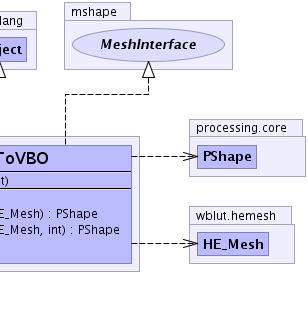 lang
ject
mshape
MeshInterface
ToVBO
t)
E_Mesh) : PShape
E_Mesh, int) : PShape
processing.core
PShape
wblut.hemesh
HE_Mesh